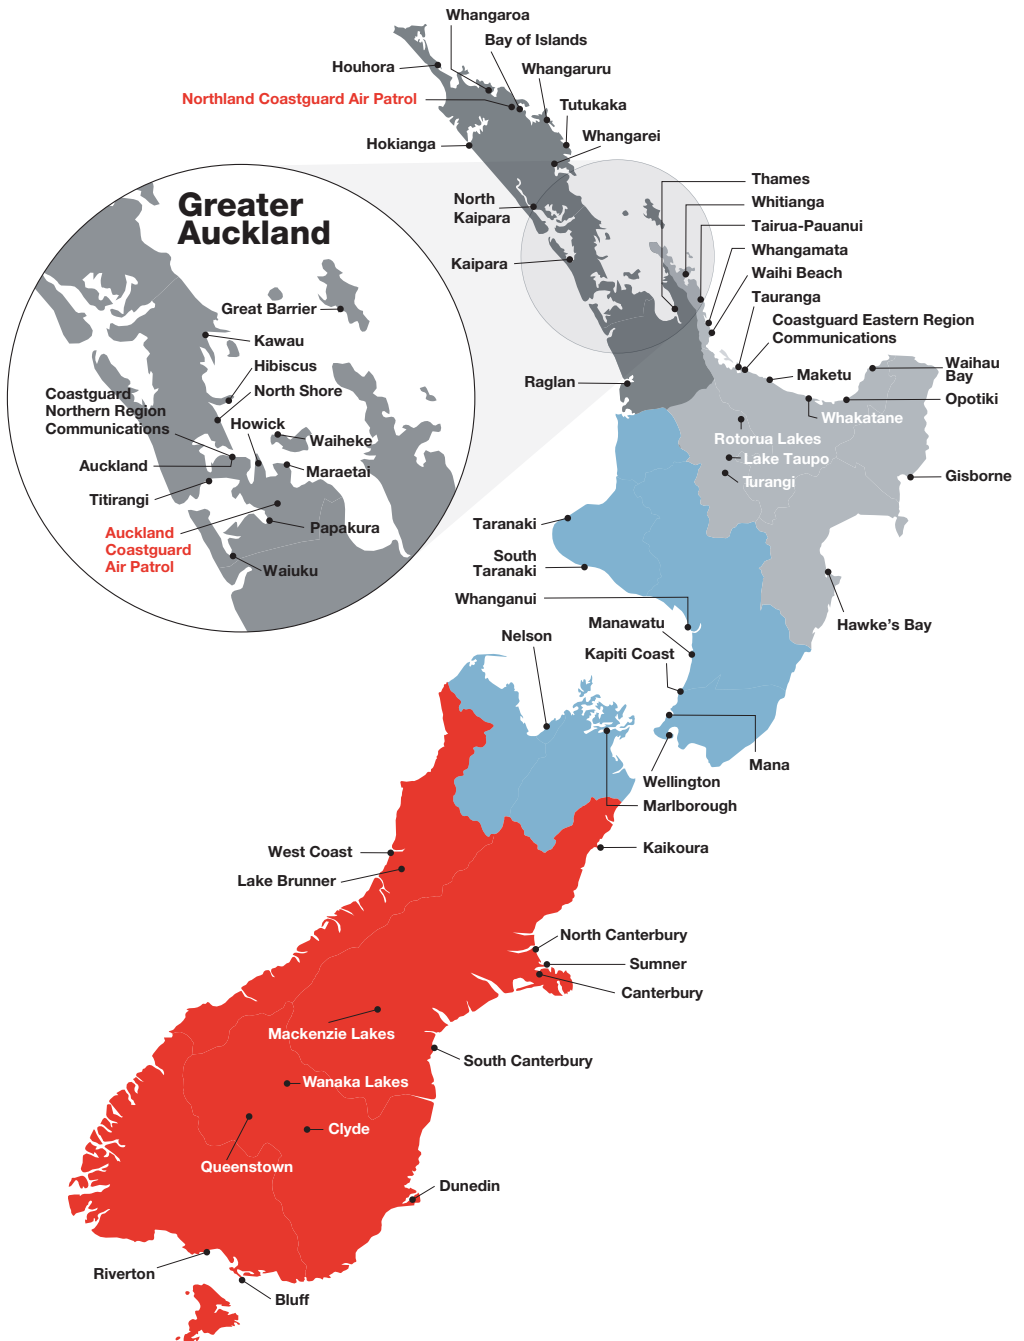 Whangaroa
Bay of Islands
Houhora
Whangaruru
Northland Coastguard Air Patrol
Tutukaka
Whangarei
Hokianga
Thames
Whitianga
North
Kaipara
Tairua-Pauanui
Whangamata
Kaipara
Waihi Beach
Tauranga
Coastguard Eastern Region
Communications
Waihau
Bay
Maketu
Raglan
Opotiki
Whakatane
Rotorua Lakes
Lake Taupo
Turangi
Gisborne
Greater
Auckland
Great Barrier
Kawau
Hibiscus
North Shore
Coastguard
Northern Region
Communications
Howick
Waiheke
Auckland
Maraetai
Titirangi
Auckland
Coastguard
Air Patrol
Papakura
Waiuku
Taranaki
South
Taranaki
Whanganui
Hawke's Bay
Manawatu
Nelson
Kapiti Coast
Mana
Wellington
Marlborough
West Coast
Kaikoura
Lake Brunner
North Canterbury
Sumner
Canterbury
Mackenzie Lakes
South Canterbury
Wanaka Lakes
Clyde
Queenstown
Dunedin
Riverton
Bluff